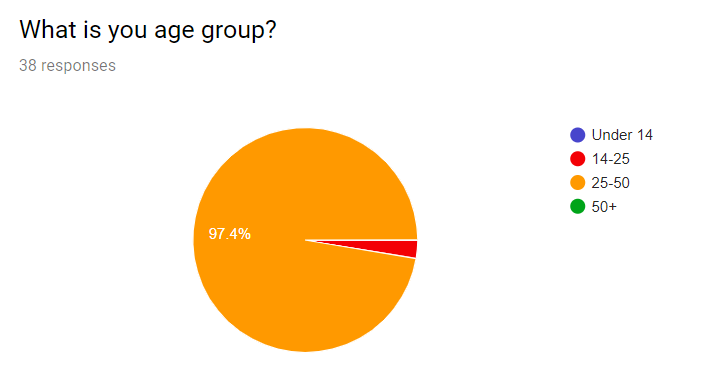 What is you age group?
38 responses
97.4%
Under 14
14-25
25-50
50+